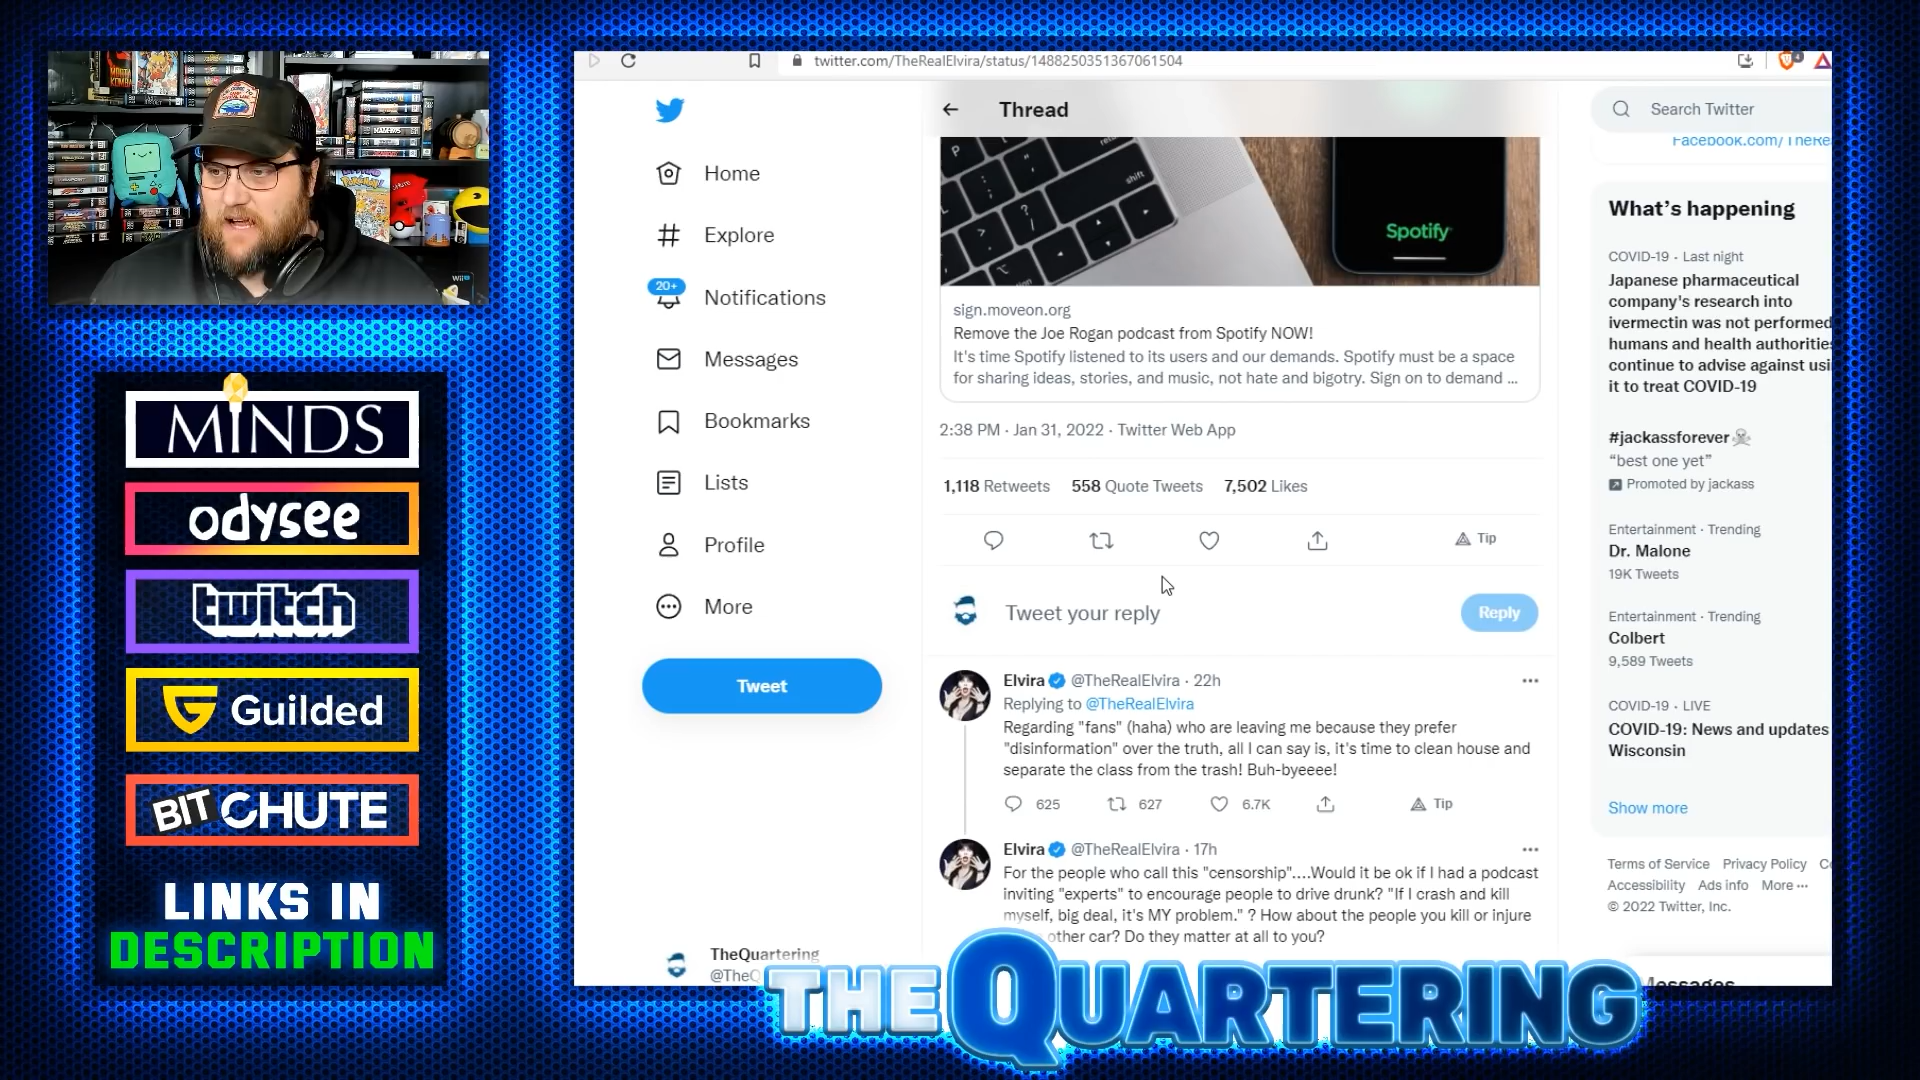 MINDS
odysee
twitch
Guilded
BITCHUTE
LINKS IN
DESCRIPTION
twitter.com/TheRealElvira/status/1488250351367061504
Home
Explore
20+
Notifications
Messages
Bookmarks
Lists
Profile
More
Tweet
TheQuartering
@TheQ
Thread
shift
Spotify
sign.moveon.org
Remove the Joe Rogan podcast from Spotify NOW!
It's time Spotify listened to its users and our demands. Spotify must be a space
for sharing ideas, stories, and music, not hate and bigotry. Sign on to demand ...
2:38 PM · Jan 31, 2022 · Twitter Web App
1,118 Retweets 558 Quote Tweets 7,502 Likes
Tip
Tweet your reply
Reply
Elvira @TheRealElvira · 22h
Replying to @TheRealElvira
Regarding "fans" (haha) who are leaving me because they prefer
"disinformation" over the truth, all I can say is, it's time to clean house and
separate the class from the trash! Buh-byeeee!
625 627 6.7K Tip
Elvira @TheRealElvira · 17h
For the people who call this "censorship"....Would it be ok if I had a podcast
inviting "experts" to encourage people to drive drunk? "If I crash and kill
myself, big deal, it's MY problem." ? How about the people you kill or injure
other car? Do they matter at all to you?
Search Twitter
Facebook.com/TheRe
What's happening
COVID-19 · Last night
Japanese pharmaceutical
company's research into
ivermectin was not performed
humans and health authoritie
continue to advise against usi
it to treat COVID-19
#jackassforever
"best one yet"
Promoted by jackass
Entertainment · Trending
Dr. Malone
19K Tweets
Entertainment · Trending
Colbert
9,589 Tweets
COVID-19 · LIVE
COVID-19: News and updates
Wisconsin
Show more
Terms of Service Privacy Policy Co
Accessibility Ads info More ···
© 2022 Twitter, Inc.
Messages
THE QUARTERING